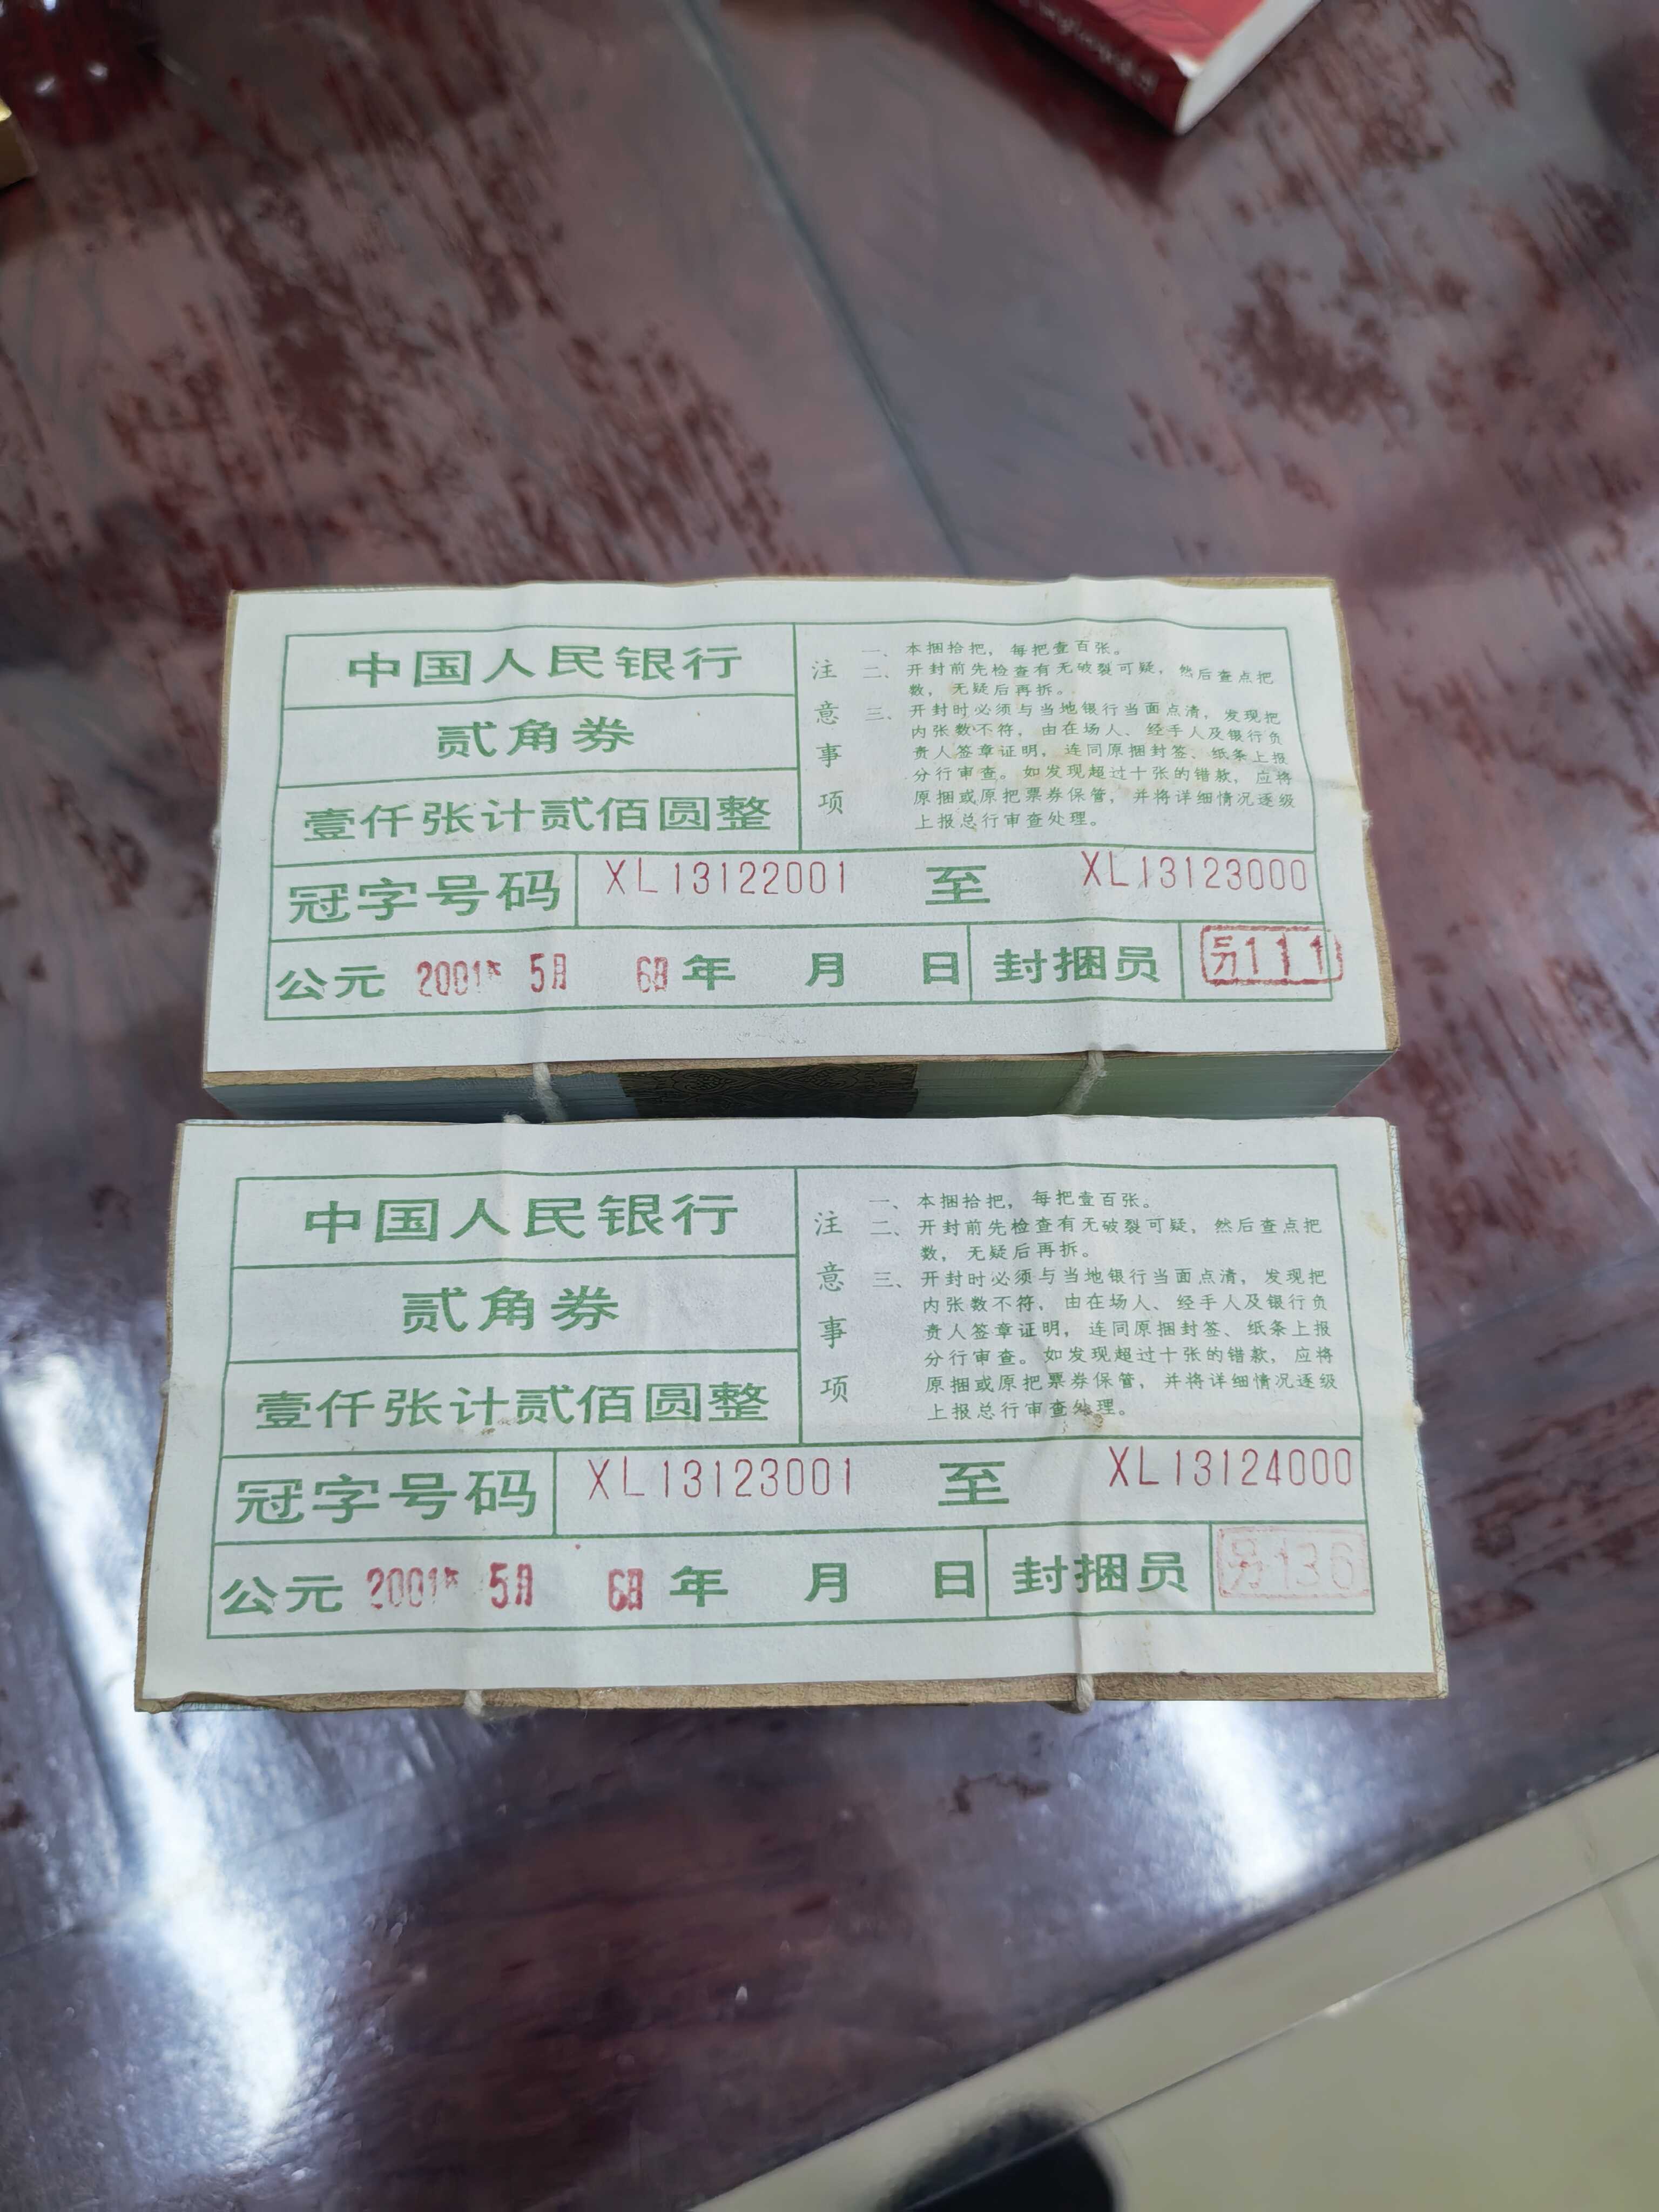 中国人民银行
贰角券
壹仟张计贰佰圆整
注意事项
一、本捆拾把，每把壹百张。
二、开封前先检查有无破裂可疑，然后查点把
数，无疑后再拆。
三、开封时必须与当地银行当面点清，发现把
内张数不符，由在场人、经手人及银行负
责人签章证明，连同原捆封签、纸条上报
分行审查。如发现超过十张的错款，应将
原捆或原把票券保管，并将详细情况逐级
上报总行审查处理。
冠字号码 XL13122001 至 XL13123000
公元 2001年 5月 6日 年 月 日 封捆员 111
中国人民银行
贰角券
壹仟张计贰佰圆整
注意事项
一、本捆拾把，每把壹百张。
二、开封前先检查有无破裂可疑，然后查点把
数，无疑后再拆。
三、开封时必须与当地银行当面点清，发现把
内张数不符，由在场人、经手人及银行负
责人签章证明，连同原捆封签、纸条上报
分行审查。如发现超过十张的错款，应将
原捆或原把票券保管，并将详细情况逐级
上报总行审查处理。
冠字号码 XL13123001 至 XL13124000
公元 2001年 5月 6日 年 月 日 封捆员 136